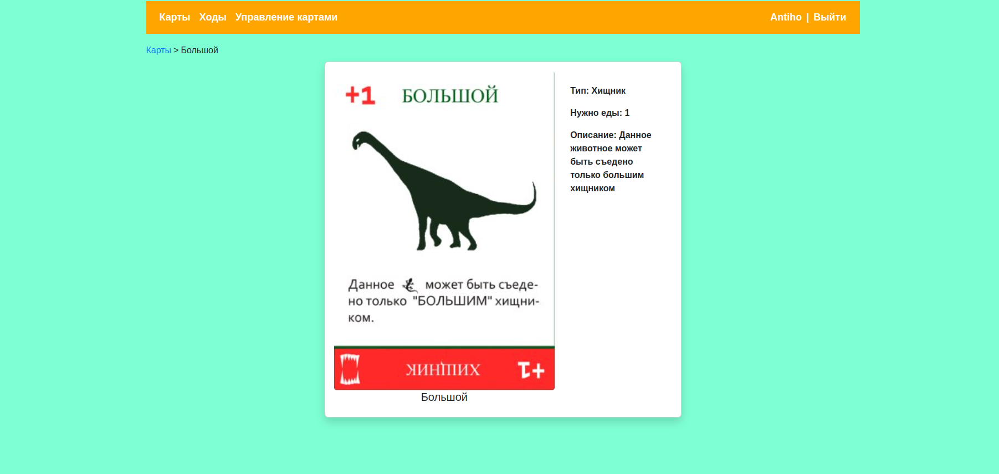 Карты Ходы Управление картами Antiho | Выйти
Карты > Большой
+1 БОЛЬШОЙ
Данное может быть съеде-
но только "БОЛЬШИМ" хищни-
ком.
ХИЩНИК +1
Большой
Тип: Хищник
Нужно еды: 1
Описание: Данное
животное может
быть съедено
только большим
хищником